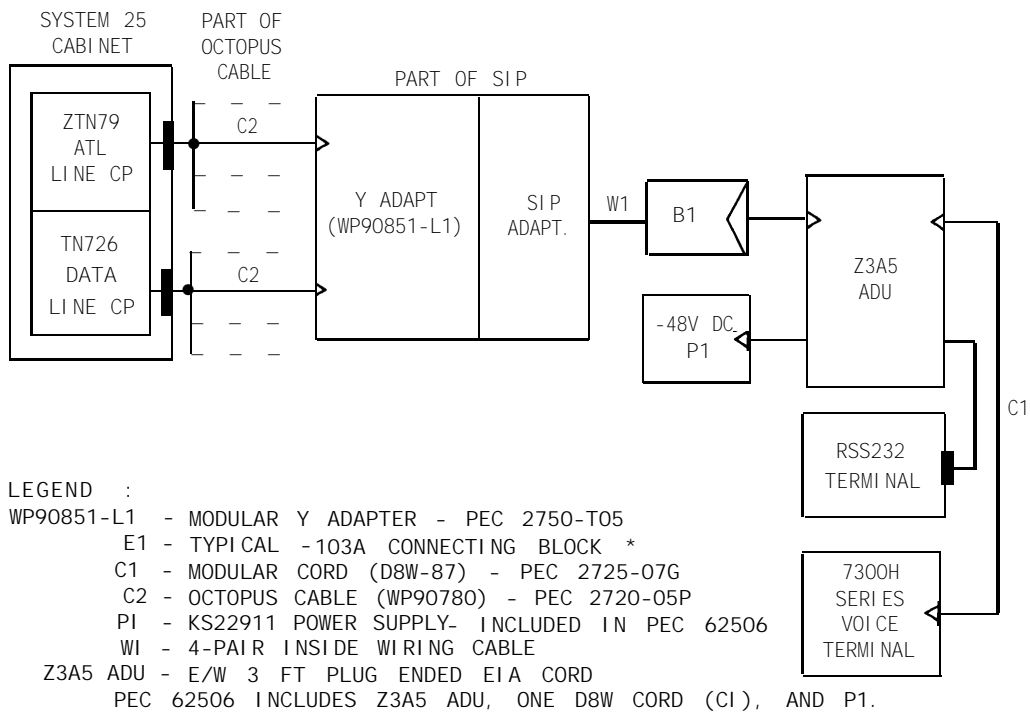 SYSTEM 25
CABINET
PART OF
OCTOPUS
CABLE
PART OF SIP
ZTN79
ATL
LINE CP
TN726
DATA
LINE CP
C2
C2
Y ADAPT
(WP90851-L1)
SIP
ADAPT.
W1
B1
-48V DC
P1
Z3A5
ADU
C1
RSS232
TERMINAL
7300H
SERIES
VOICE
TERMINAL
LEGEND :
WP90851-L1 - MODULAR Y ADAPTER - PEC 2750-T05
E1 - TYPICAL -103A CONNECTING BLOCK *
C1 - MODULAR CORD (D8W-87) - PEC 2725-07G
C2 - OCTOPUS CABLE (WP90780) - PEC 2720-05P
PI - KS22911 POWER SUPPLY- INCLUDED IN PEC 62506
WI - 4-PAIR INSIDE WIRING CABLE
Z3A5 ADU - E/W 3 FT PLUG ENDED EIA CORD
PEC 62506 INCLUDES Z3A5 ADU, ONE D8W CORD (CI), AND P1.